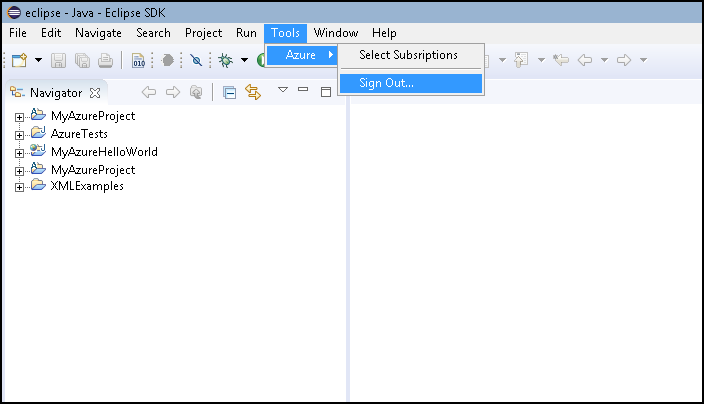 eclipse - Java - Eclipse SDK
File Edit Navigate Search Project Run Tools Window Help
Azure
Select Subsriptions
010
Sign Out...
Navigator
MyAzureProject
AzureTests
MyAzureHelloWorld
MyAzureProject
XMLExamples